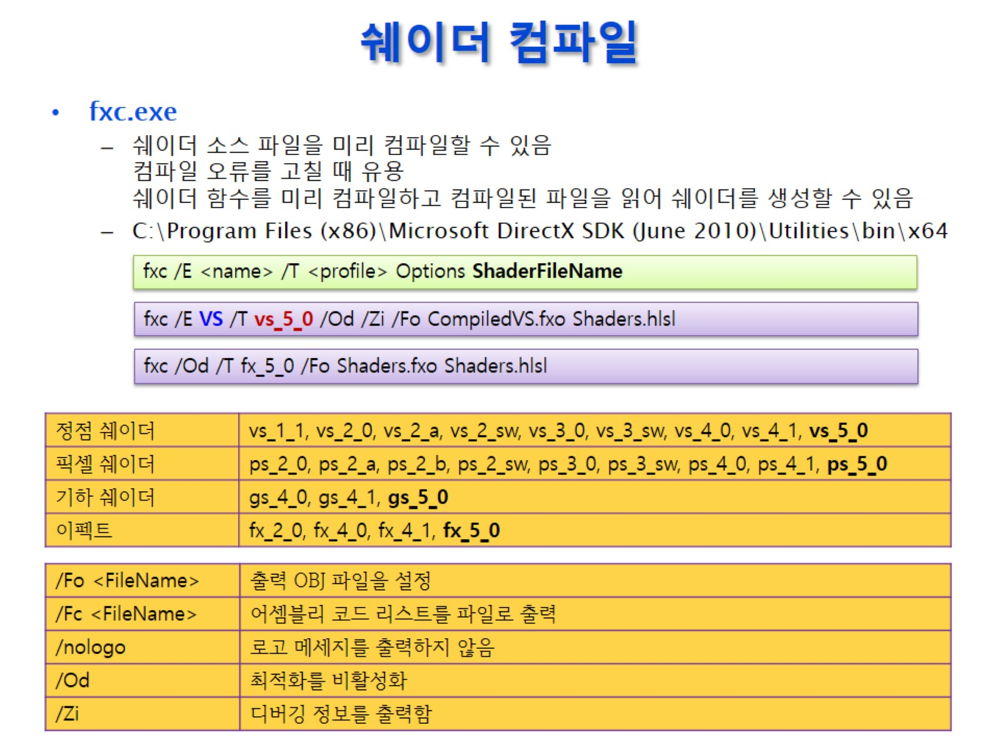 쉐이더 컴파일
• fxc.exe
– 쉐이더 소스 파일을 미리 컴파일할 수 있음
컴파일 오류를 고칠 때 유용
쉐이더 함수를 미리 컴파일하고 컴파일된 파일을 읽어 쉐이더를 생성할 수 있음
– C:\Program Files (x86)\Microsoft DirectX SDK (June 2010)\Utilities\bin\x64
fxc /E <name> /T <profile> Options ShaderFileName
fxc /E VS /T vs_5_0 /Od /Zi /Fo CompiledVS.fxo Shaders.hlsl
fxc /Od /T fx_5_0 /Fo Shaders.fxo Shaders.hlsl
정점 쉐이더 vs_1_1, vs_2_0, vs_2_a, vs_2_sw, vs_3_0, vs_3_sw, vs_4_0, vs_4_1, vs_5_0
픽셀 쉐이더 ps_2_0, ps_2_a, ps_2_b, ps_2_sw, ps_3_0, ps_3_sw, ps_4_0, ps_4_1, ps_5_0
기하 쉐이더 gs_4_0, gs_4_1, gs_5_0
이펙트 fx_2_0, fx_4_0, fx_4_1, fx_5_0
/Fo <FileName> 출력 OBJ 파일을 설정
/Fc <FileName> 어셈블리 코드 리스트를 파일로 출력
/nologo 로고 메세지를 출력하지 않음
/Od 최적화를 비활성화
/Zi 디버깅 정보를 출력함